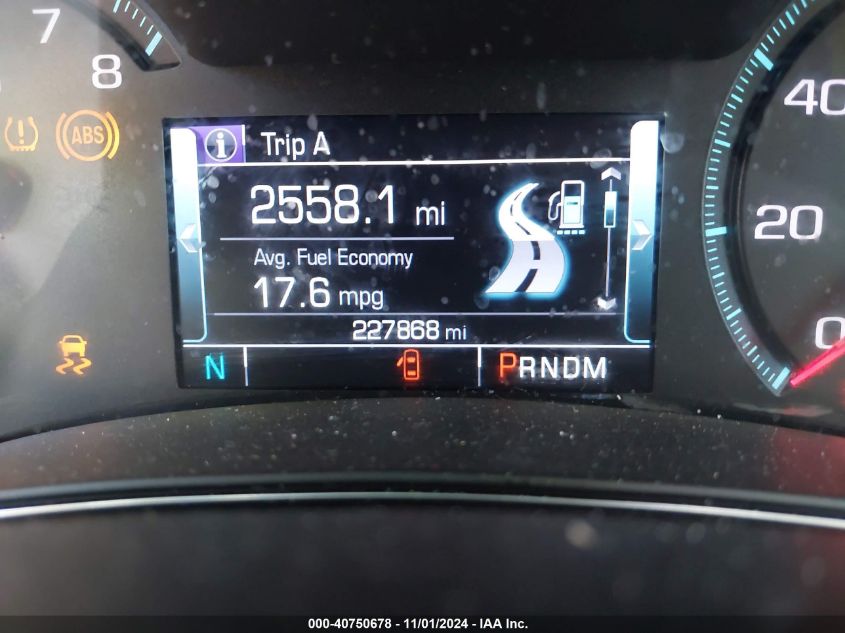 7
8
ABS
i Trip A
2558.1 mi
Avg. Fuel Economy
17.6 mpg
227868 mi
N PRNDM
40
20
0
000-40750678 - 11/01/2024 - IAA Inc.